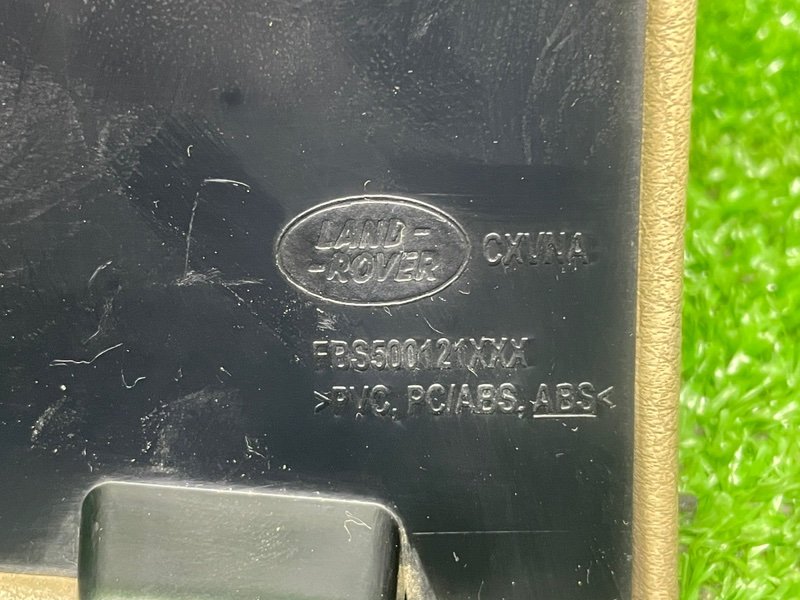 LAND-
-ROVER
CXVNA
FBS500121XXX
>PVC, PC/ABS, ABS<